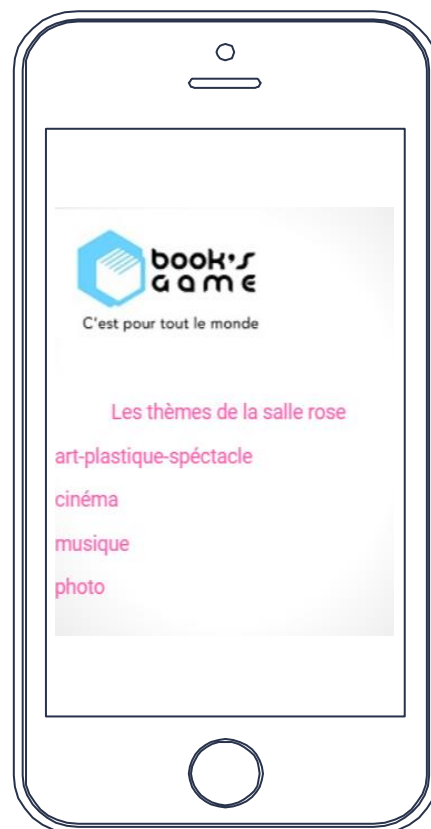 book's
game
C'est pour tout le monde
Les thèmes de la salle rose
art-plastique-spéctacle
cinéma
musique
photo